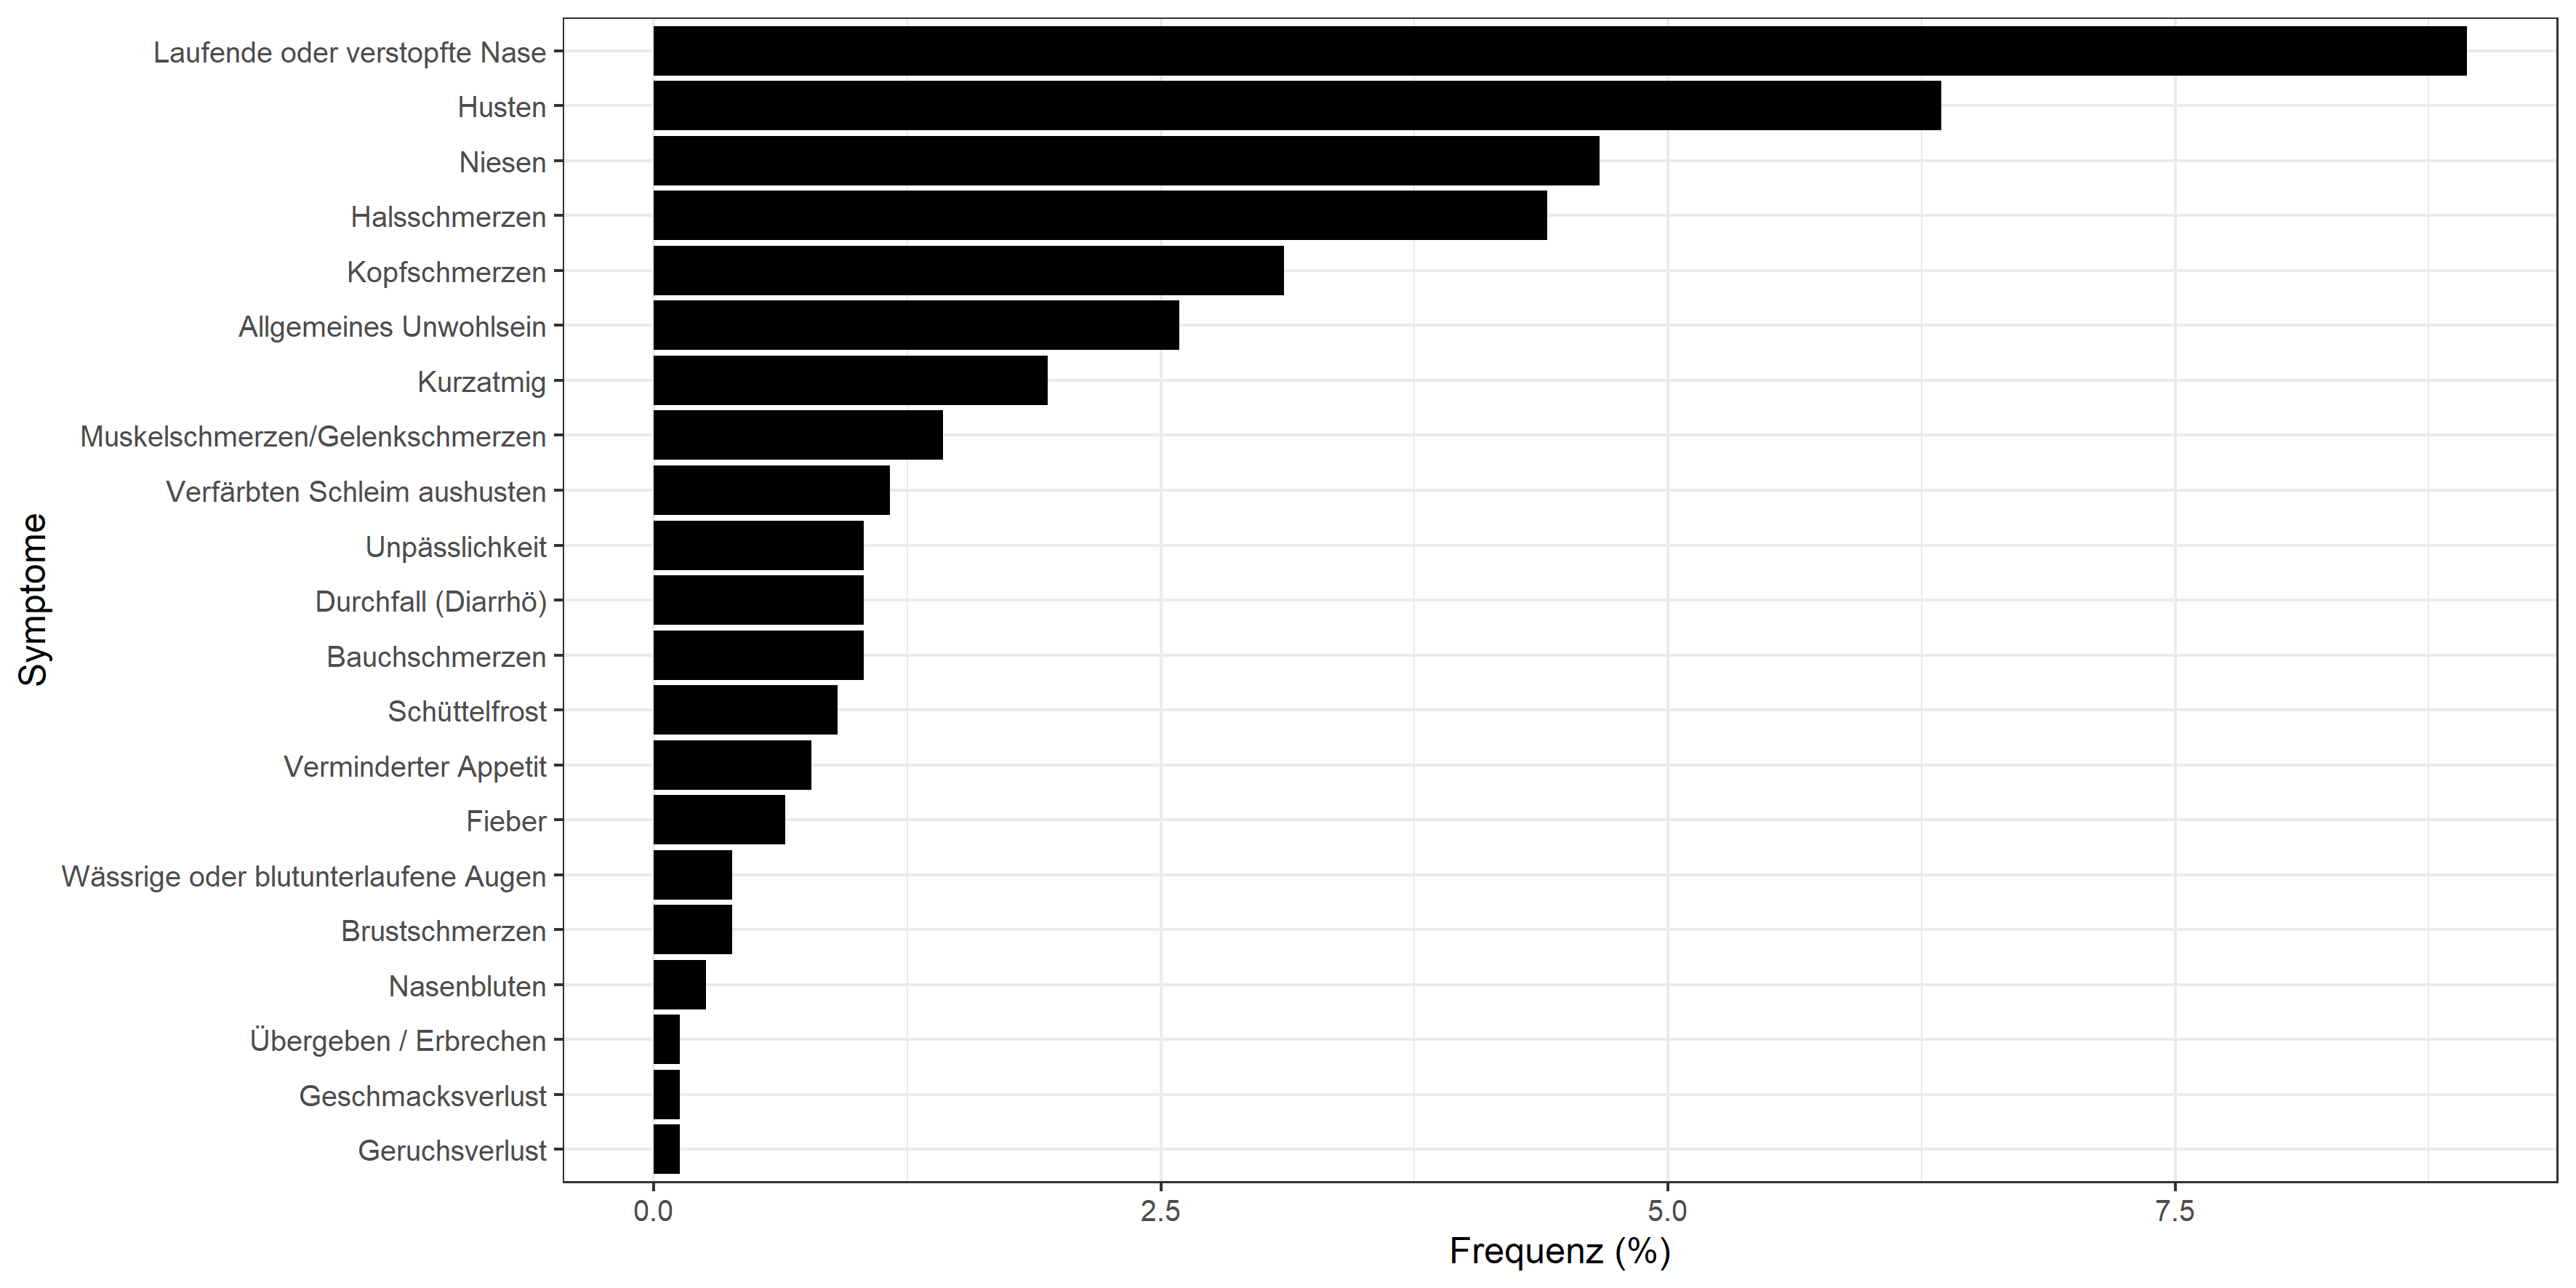 Symptome
Laufende oder verstopfte Nase
Husten
Niesen
Halsschmerzen
Kopfschmerzen
Allgemeines Unwohlsein
Kurzatmig
Muskelschmerzen/Gelenkschmerzen
Verfärbten Schleim aushusten
Unpässlichkeit
Durchfall (Diarrhö)
Bauchschmerzen
Schüttelfrost
Verminderter Appetit
Fieber
Wässrige oder blutunterlaufene Augen
Brustschmerzen
Nasenbluten
Übergeben / Erbrechen
Geschmacksverlust
Geruchsverlust
0.0 2.5 5.0 7.5
Frequenz (%)